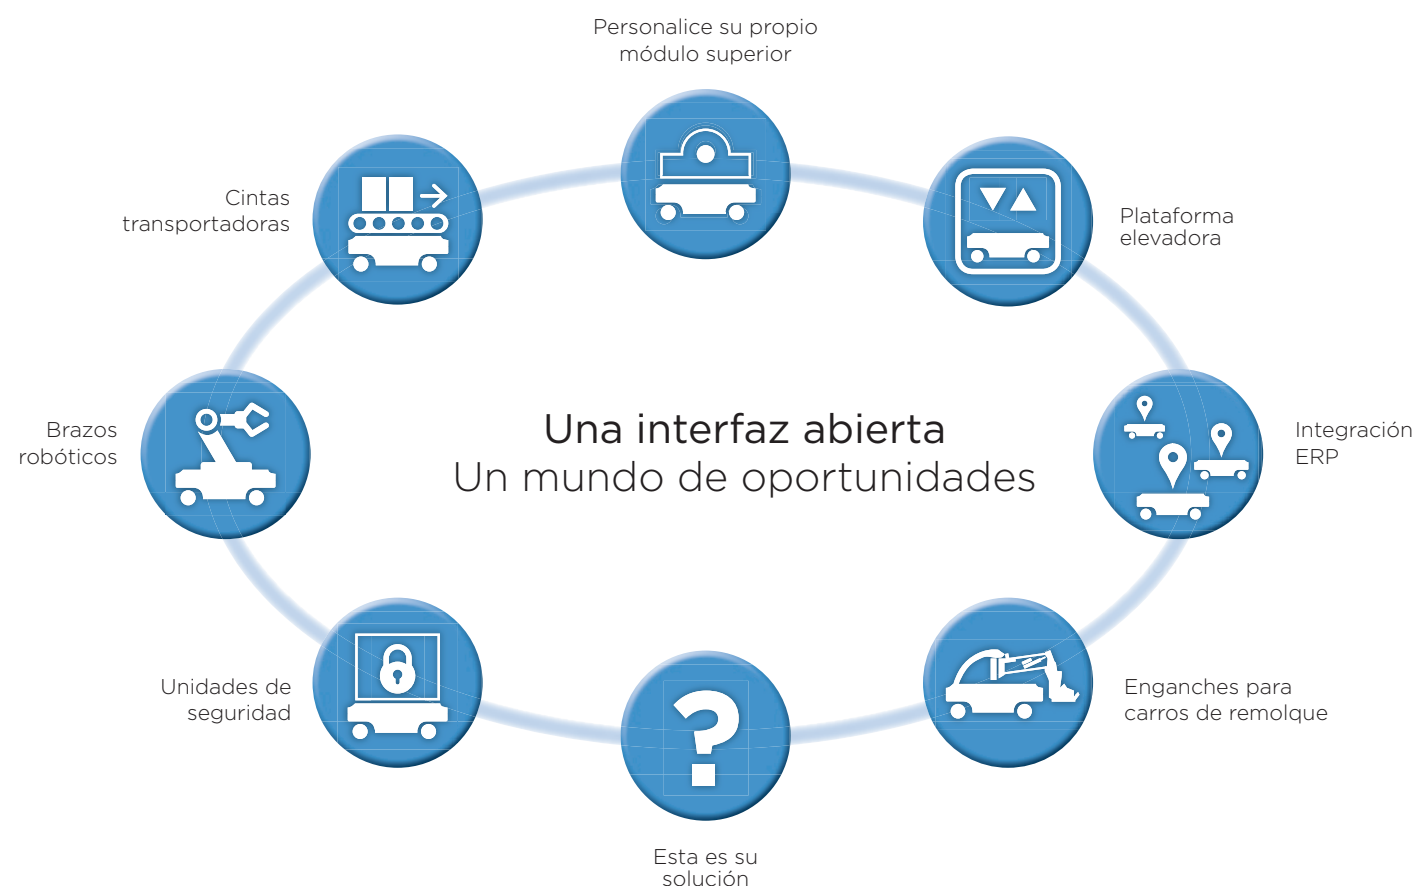 Personalice su propio
módulo superior
Cintas
transportadoras
Plataforma
elevadora
Brazos
robóticos
Una interfaz abierta
Un mundo de oportunidades
Integración
ERP
Unidades de
seguridad
Enganches para
carros de remolque
?
Esta es su
solución